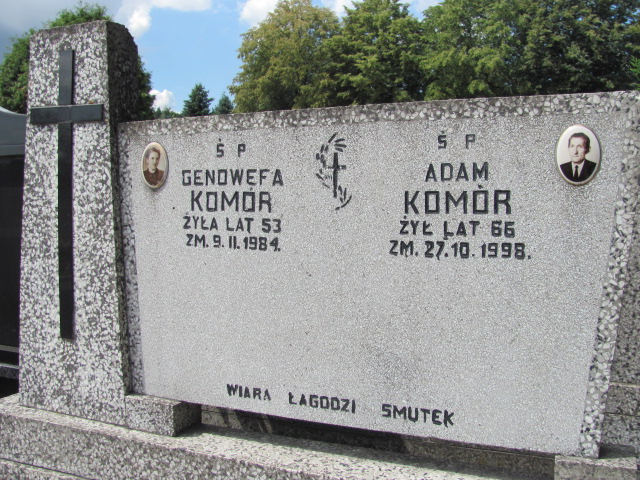 Ś P
GENOWEFA
KOMÓR
ŻYŁA LAT 53
ZM. 9.11.1984.
Ś P
ADAM
KOMÓR
ŻYŁ LAT 66
ZM. 27.10.1998.
WIARA ŁAGODZI SMUTEK